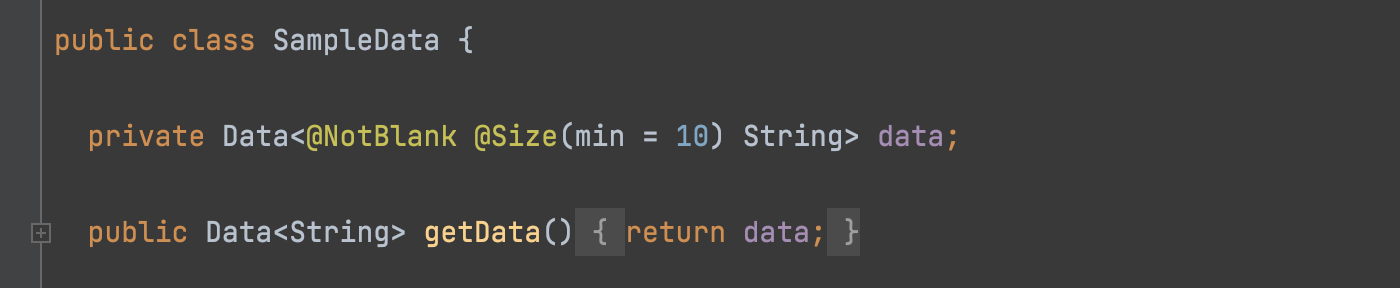 public class SampleData {
private Data<@NotBlank @Size(min = 10) String> data;
public Data<String> getData() { return data; }